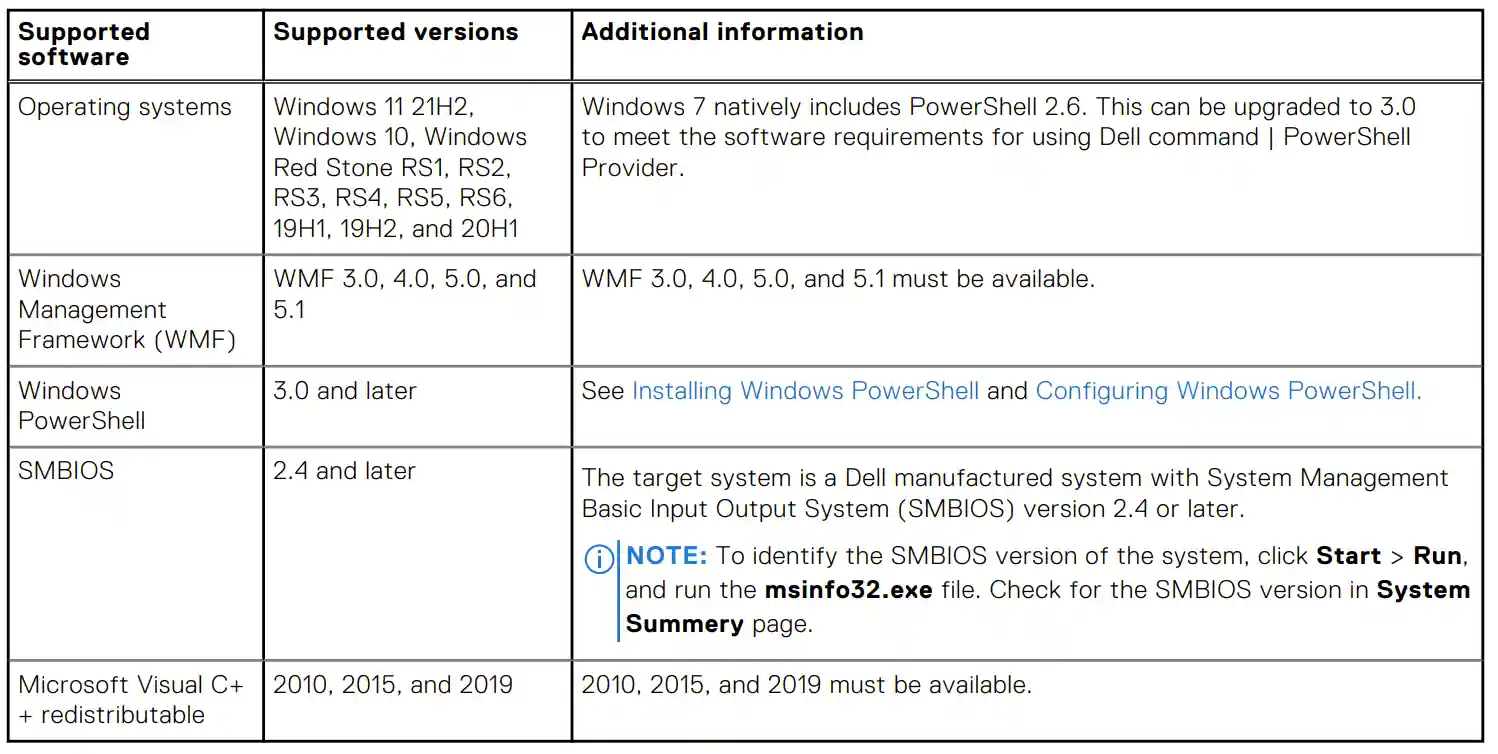 Supported
software
Supported versions
Additional information
Operating systems
Windows 11 21H2,
Windows 10, Windows
Red Stone RS1, RS2,
RS3, RS4, RS5, RS6,
19H1, 19H2, and 20H1
Windows 7 natively includes PowerShell 2.6. This can be upgraded to 3.0
to meet the software requirements for using Dell command | PowerShell
Provider.
Windows
Management
Framework (WMF)
WMF 3.0, 4.0, 5.0, and
5.1
WMF 3.0, 4.0, 5.0, and 5.1 must be available.
Windows
PowerShell
3.0 and later
See Installing Windows PowerShell and Configuring Windows PowerShell.
SMBIOS
2.4 and later
The target system is a Dell manufactured system with System Management
Basic Input Output System (SMBIOS) version 2.4 or later.
NOTE: To identify the SMBIOS version of the system, click Start > Run,
and run the msinfo32.exe file. Check for the SMBIOS version in System
Summery page.
Microsoft Visual C+
+ redistributable
2010, 2015, and 2019
2010, 2015, and 2019 must be available.